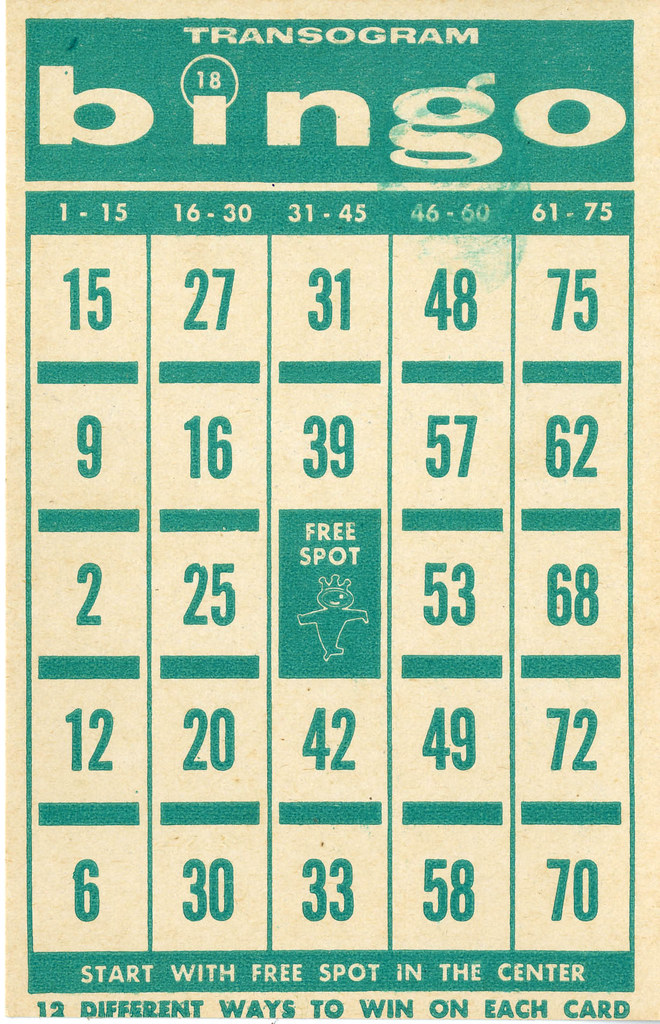 TRANSOGRAM
bingo
18
1 - 15 16 - 30 31 - 45 46 - 60 61 - 75
15 27 31 48 75
9 16 39 57 62
2 25 FREE SPOT 53 68
12 20 42 49 72
6 30 33 58 70
START WITH FREE SPOT iN THE CENTER
12 DIFFERENT WAYS TO WIN ON EACH CARD